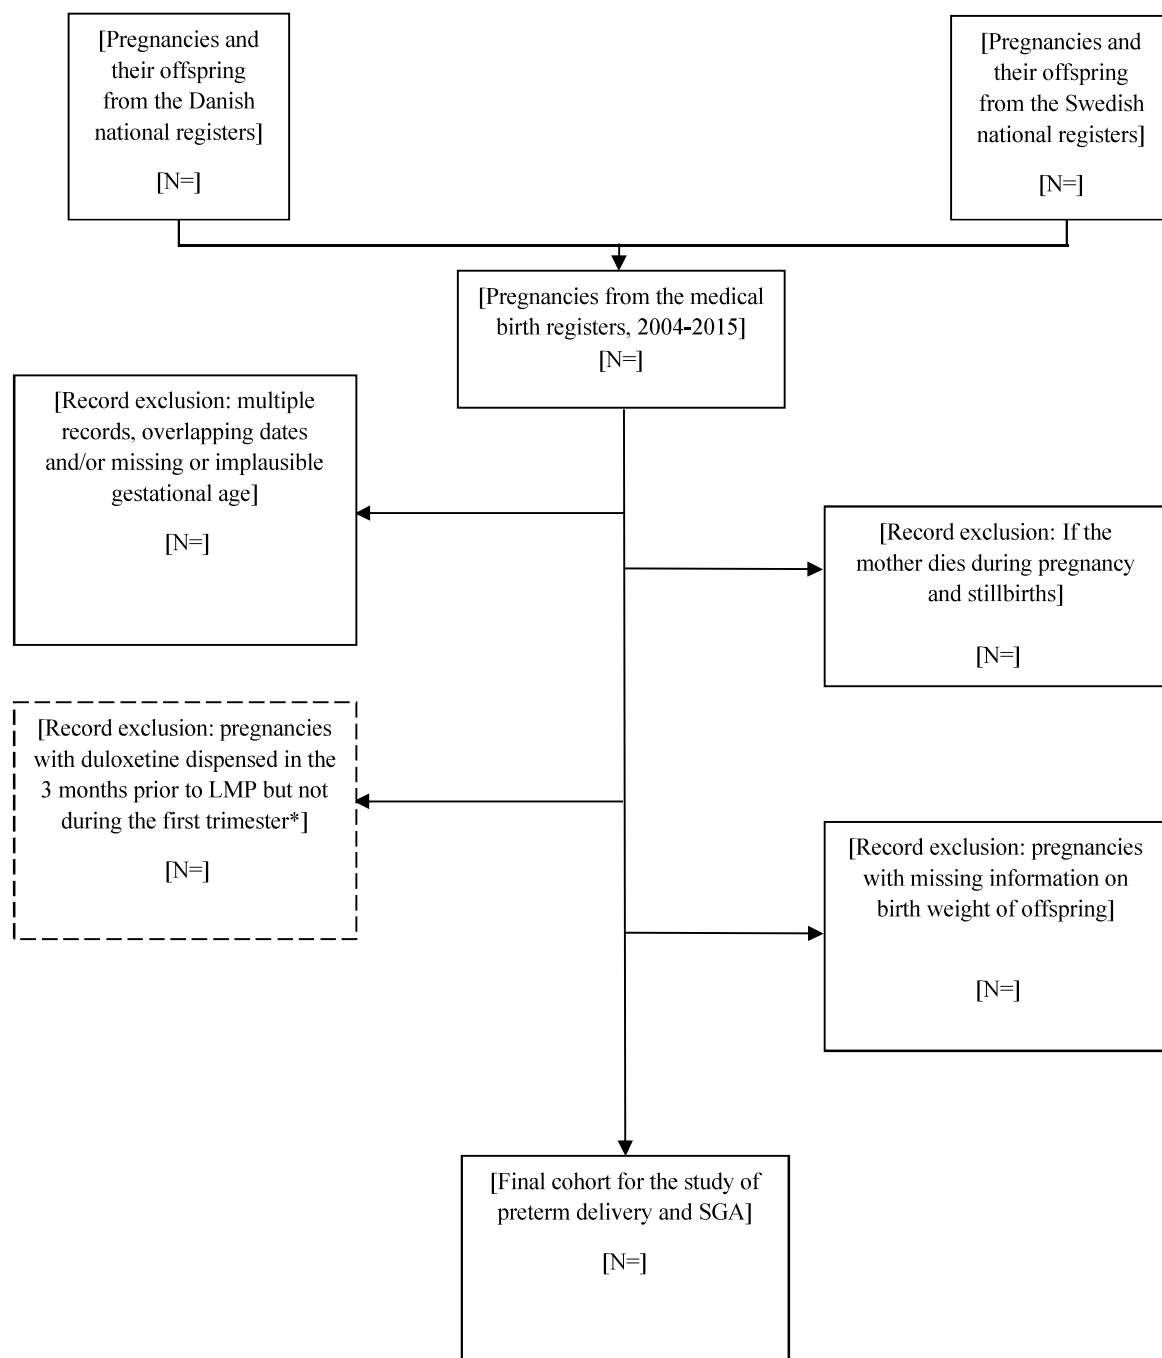 [Pregnancies and
their offspring
from the Danish
national registers]
[N=]
[Pregnancies and
their offspring
from the Swedish
national registers]
[N=]
[Pregnancies from the medical
birth registers, 2004-2015]
[N=]
[Record exclusion: multiple
records, overlapping dates
and/or missing or implausible
gestational age]
[N=]
[Record exclusion: If the
mother dies during pregnancy
and stillbirths]
[N=]
[Record exclusion: pregnancies
with duloxetine dispensed in the
3 months prior to LMP but not
during the first trimester*]
[N=]
[Record exclusion: pregnancies
with missing information on
birth weight of offspring]
[N=]
[Final cohort for the study of
preterm delivery and SGA]
[N=]